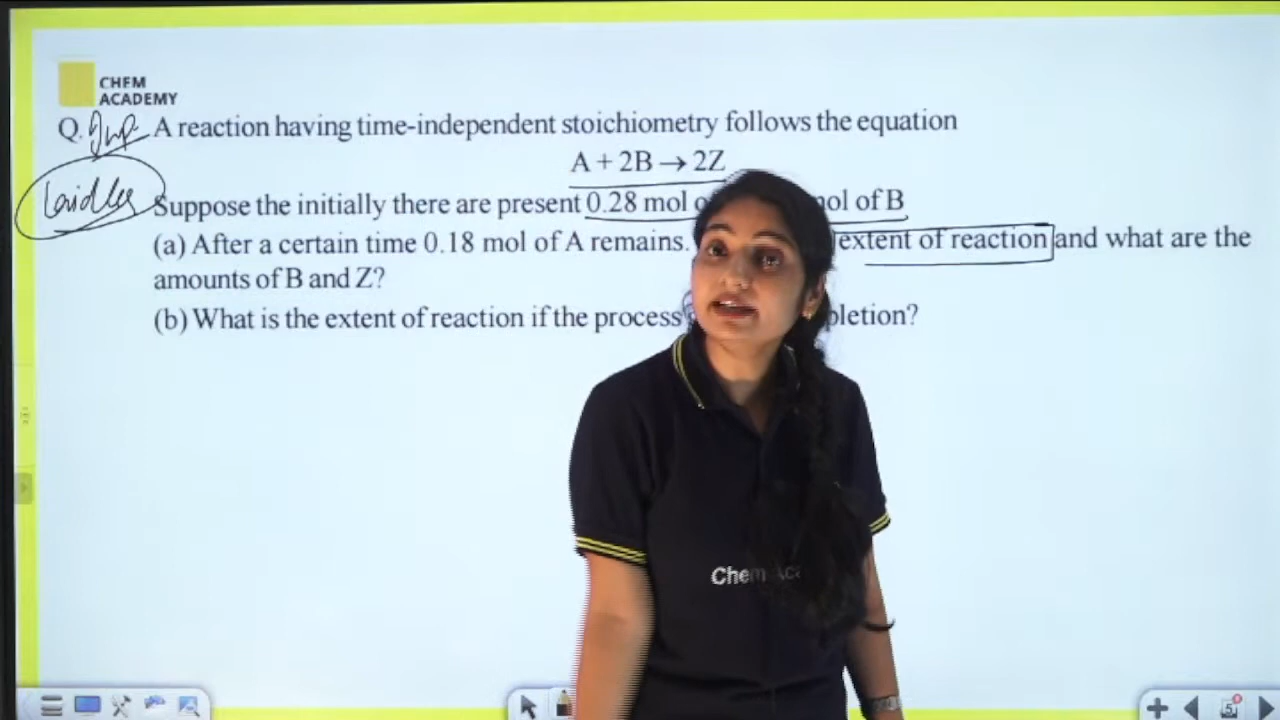 CHEM
ACADEMY
Q. Imp A reaction having time-independent stoichiometry follows the equation
A + 2B → 2Z
Laidler
Suppose the initially there are present 0.28 mol of B
(a) After a certain time 0.18 mol of A remains. extent of reaction and what are the
amounts of B and Z?
(b) What is the extent of reaction if the process
Chem
5